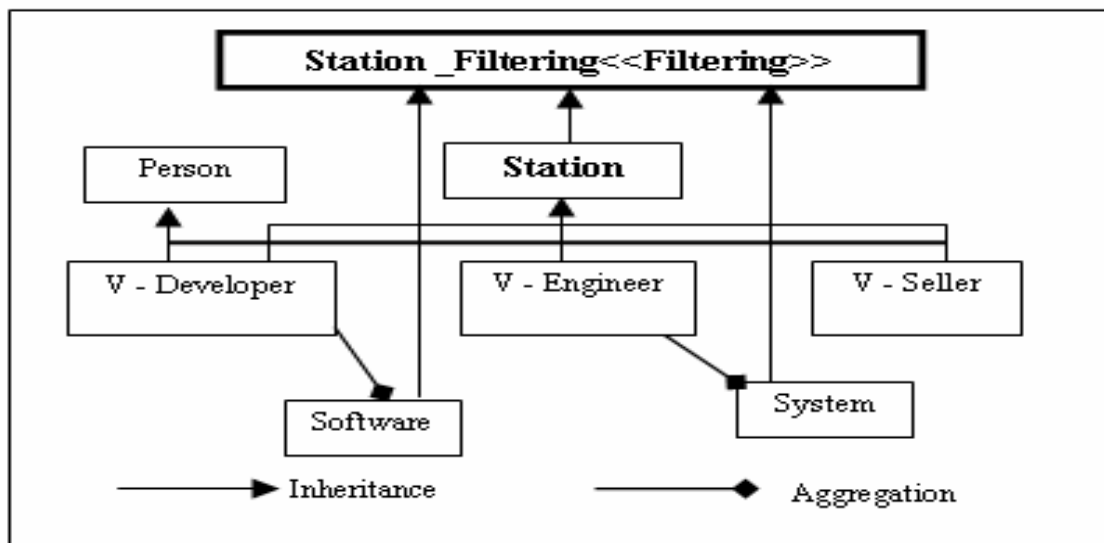 Station _Filtering<<Filtering>>
Person
Station
V - Developer
V - Engineer
V - Seller
Software
System
Inheritance
Aggregation